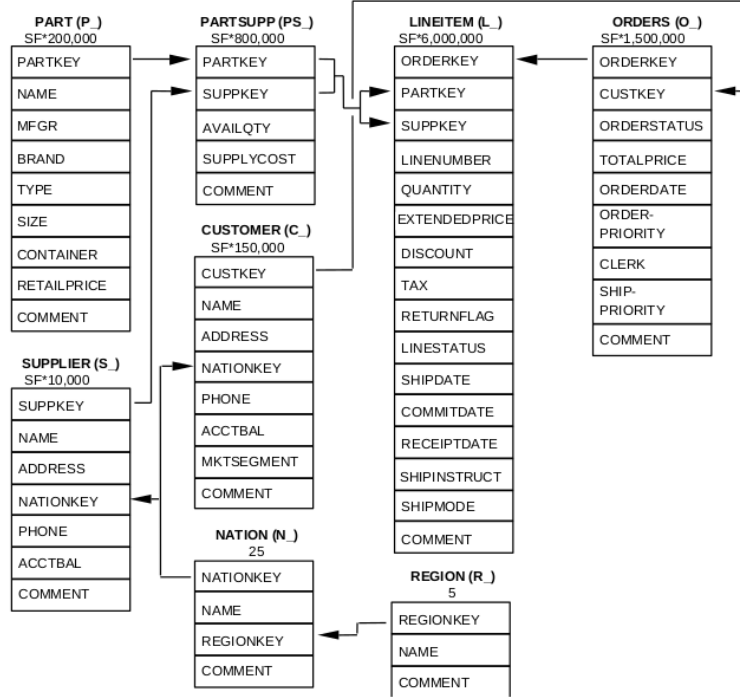 PART (P_)
SF*200,000
PARTKEY
NAME
MFGR
BRAND
TYPE
SIZE
CONTAINER
RETAILPRICE
COMMENT
SUPPLIER (S_)
SF*10,000
SUPPKEY
NAME
ADDRESS
NATIONKEY
PHONE
ACCTBAL
COMMENT
PARTSUPP (PS_)
SF*800,000
PARTKEY
SUPPKEY
AVAILQTY
SUPPLYCOST
COMMENT
CUSTOMER (C_)
SF*150,000
CUSTKEY
NAME
ADDRESS
NATIONKEY
PHONE
ACCTBAL
MKTSEGMENT
COMMENT
NATION (N_)
25
NATIONKEY
NAME
REGIONKEY
COMMENT
LINEITEM (L_)
SF*6,000,000
ORDERKEY
PARTKEY
SUPPKEY
LINENUMBER
QUANTITY
EXTENDEDPRICE
DISCOUNT
TAX
RETURNFLAG
LINESTATUS
SHIPDATE
COMMITDATE
RECEIPTDATE
SHIPINSTRUCT
SHIPMODE
COMMENT
REGION (R_)
5
REGIONKEY
NAME
COMMENT
ORDERS (O_)
SF*1,500,000
ORDERKEY
CUSTKEY
ORDERSTATUS
TOTALPRICE
ORDERDATE
ORDER-
PRIORITY
CLERK
SHIP-
PRIORITY
COMMENT